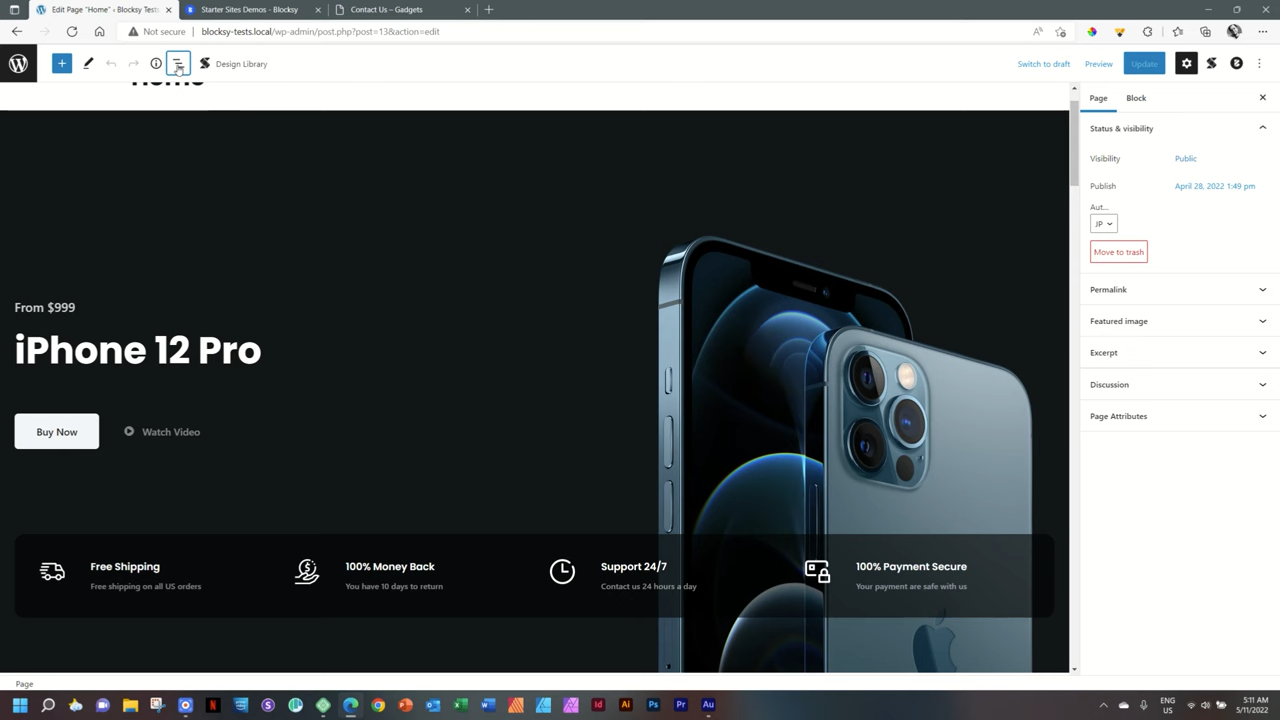 Edit Page "Home" ‹ Blocksy Tests
Starter Sites Demos - Blocksy
Contact Us – Gadgets
Not secure
blocksy-tests.local/wp-admin/post.php?post=13&action=edit
Design Library
Switch to draft
Preview
Update
Home
Page
Block
Status & visibility
Visibility
Public
Publish
April 28, 2022 1:49 pm
Aut...
JP
Move to trash
Permalink
Featured image
Excerpt
Discussion
Page Attributes
From $999
iPhone 12 Pro
Buy Now
Watch Video
Free Shipping
Free shipping on all US orders
100% Money Back
You have 10 days to return
Support 24/7
Contact us 24 hours a day
100% Payment Secure
Your payment are safe with us
Page
ENG
US
5:11 AM
5/11/2022